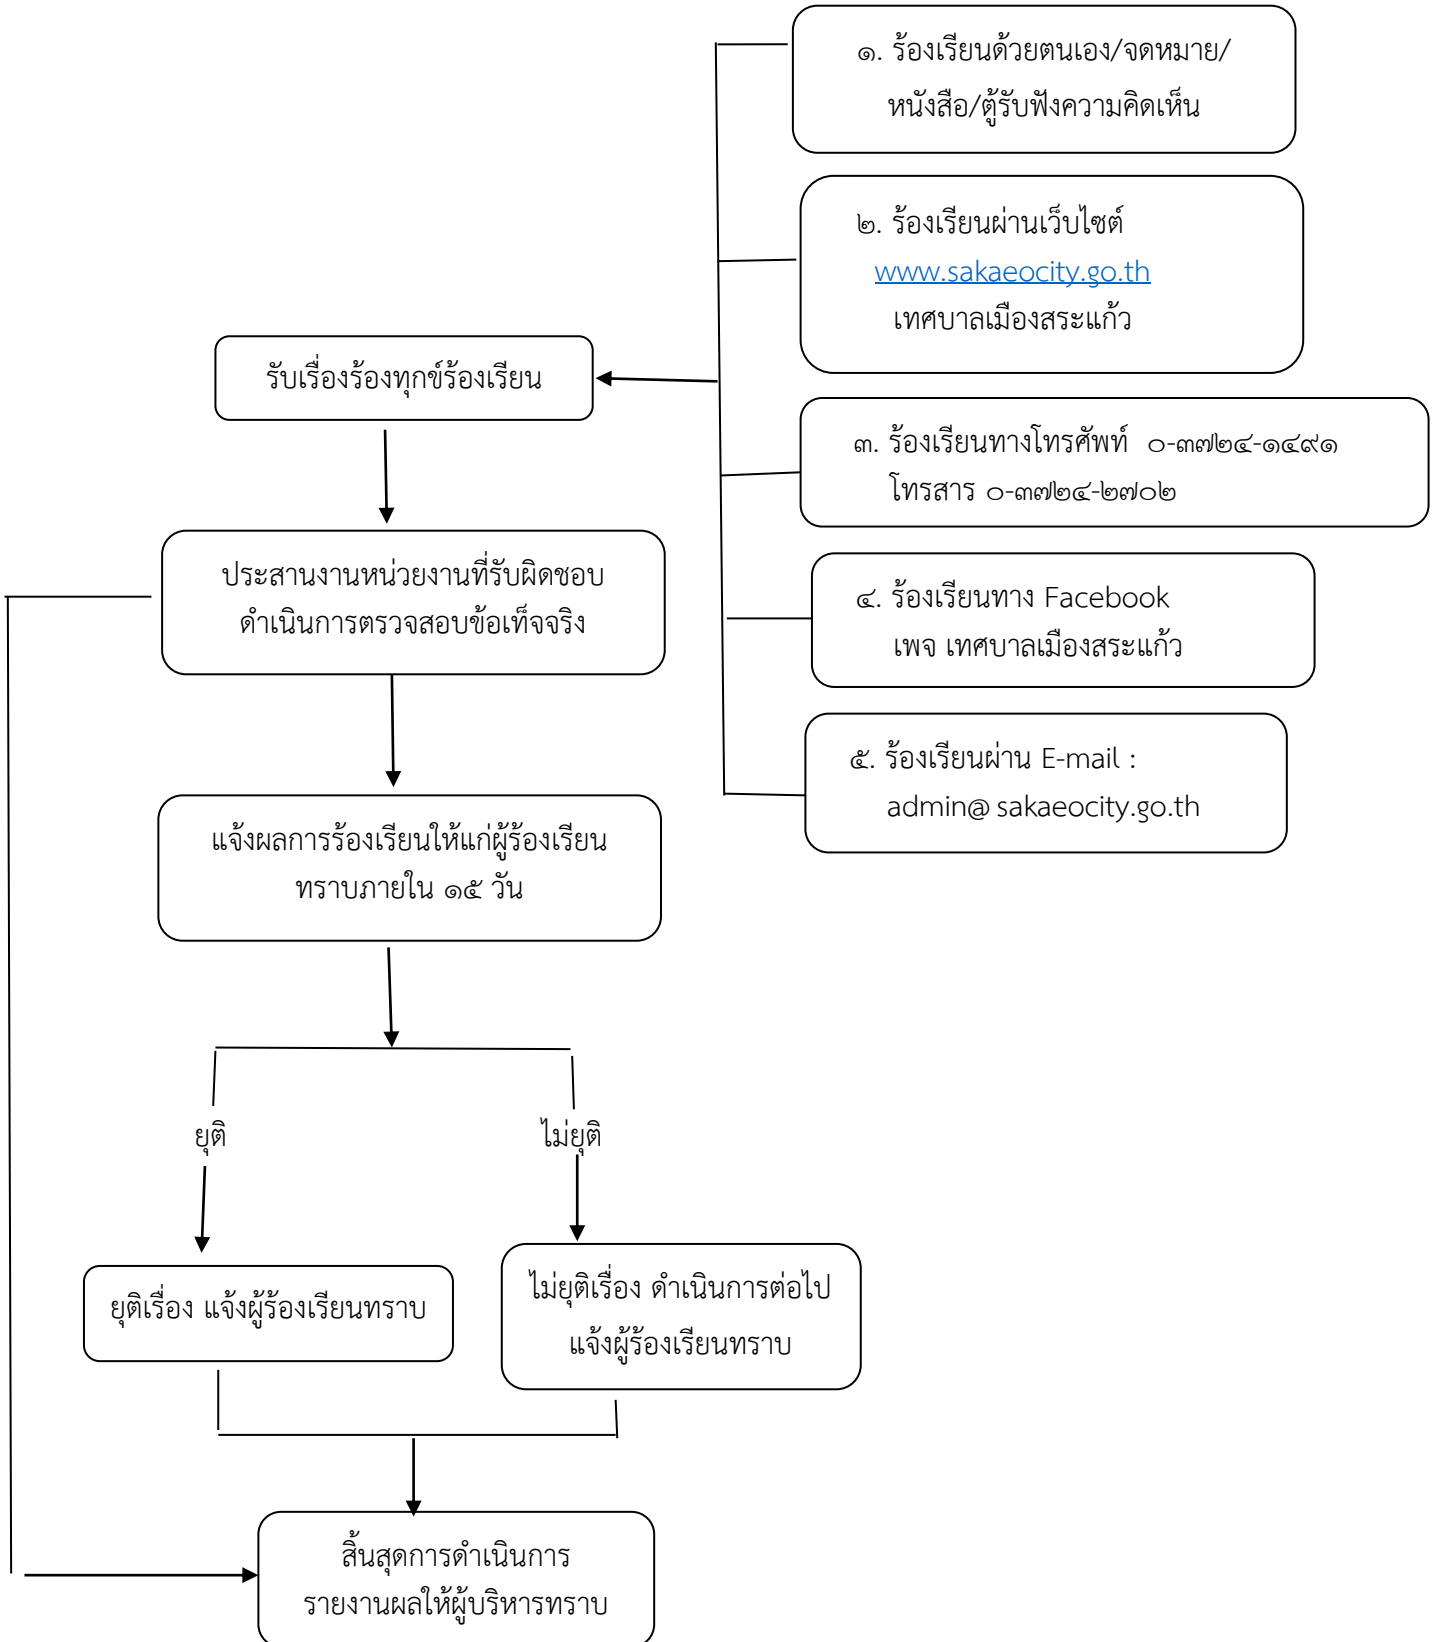 ๑. ร้องเรียนด้วยตนเอง/จดหมาย/
หนังสือ/ตู้รับฟังความคิดเห็น
๒. ร้องเรียนผ่านเว็บไซต์
www.sakaeocity.go.th
เทศบาลเมืองสระแก้ว
รับเรื่องร้องทุกข์ร้องเรียน
๓. ร้องเรียนทางโทรศัพท์ ๐-๓๗๒๔-๑๔๙๑
โทรสาร ๐-๓๗๒๔-๒๗๐๒
ประสานงานหน่วยงานที่รับผิดชอบ
ดำเนินการตรวจสอบข้อเท็จจริง
๔. ร้องเรียนทาง Facebook
เพจ เทศบาลเมืองสระแก้ว
๕. ร้องเรียนผ่าน E-mail :
admin@ sakaeocity.go.th
แจ้งผลการร้องเรียนให้แก่ผู้ร้องเรียน
ทราบภายใน ๑๕ วัน
ยุติ
ไม่ยุติ
ยุติเรื่อง แจ้งผู้ร้องเรียนทราบ
ไม่ยุติเรื่อง ดำเนินการต่อไป
แจ้งผู้ร้องเรียนทราบ
สิ้นสุดการดำเนินการ
รายงานผลให้ผู้บริหารทราบ